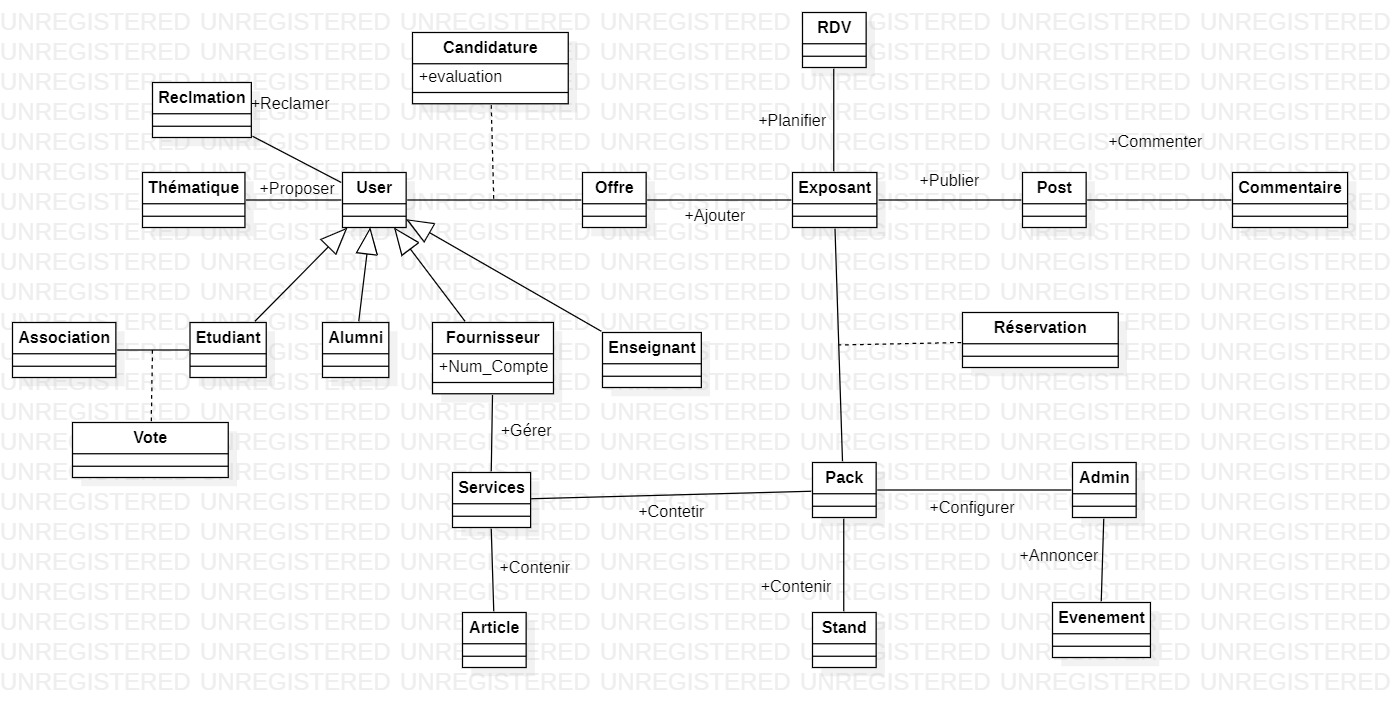 UNREGISTERED
RDV
Candidature
+evaluation
Reclmation
+Reclamer
+Planifier
+Commenter
Thématique
+Proposer
User
Offre
+Ajouter
Exposant
+Publier
Post
Commentaire
Association
Etudiant
Alumni
Fournisseur
+Num_Compte
Enseignant
Réservation
Vote
+Gérer
Services
+Contetir
Pack
+Configurer
Admin
+Contenir
+Contenir
+Annoncer
Article
Stand
Evenement